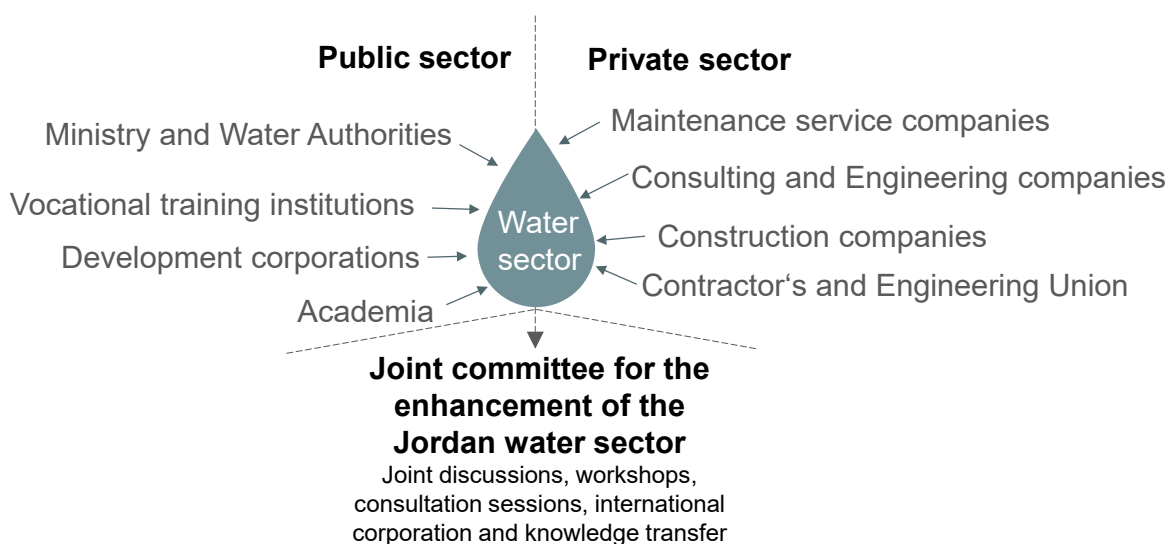 Public sector
Private sector
Ministry and Water Authorities
Vocational training institutions
Development corporations
Academia
Maintenance service companies
Consulting and Engineering companies
Construction companies
Contractor‘s and Engineering Union
Water
sector
Joint committee for the
enhancement of the
Jordan water sector
Joint discussions, workshops,
consultation sessions, international
corporation and knowledge transfer